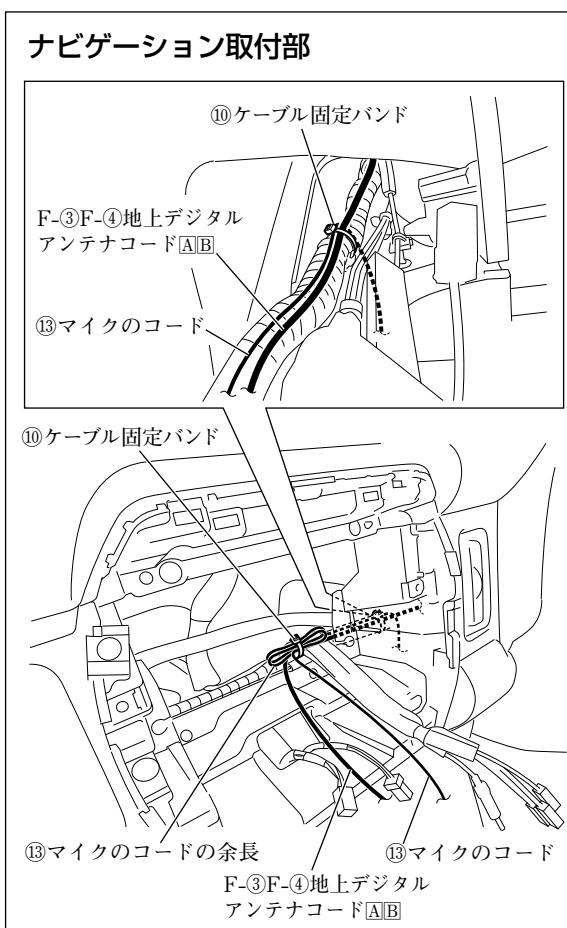 ナビゲーション取付部
⑩ケーブル固定バンド
F-③F-④地上デジタル
アンテナコードAB
⑬マイクのコード
⑩ケーブル固定バンド
⑬マイクのコードの余長
⑬マイクのコード
F-③F-④地上デジタル
アンテナコードAB